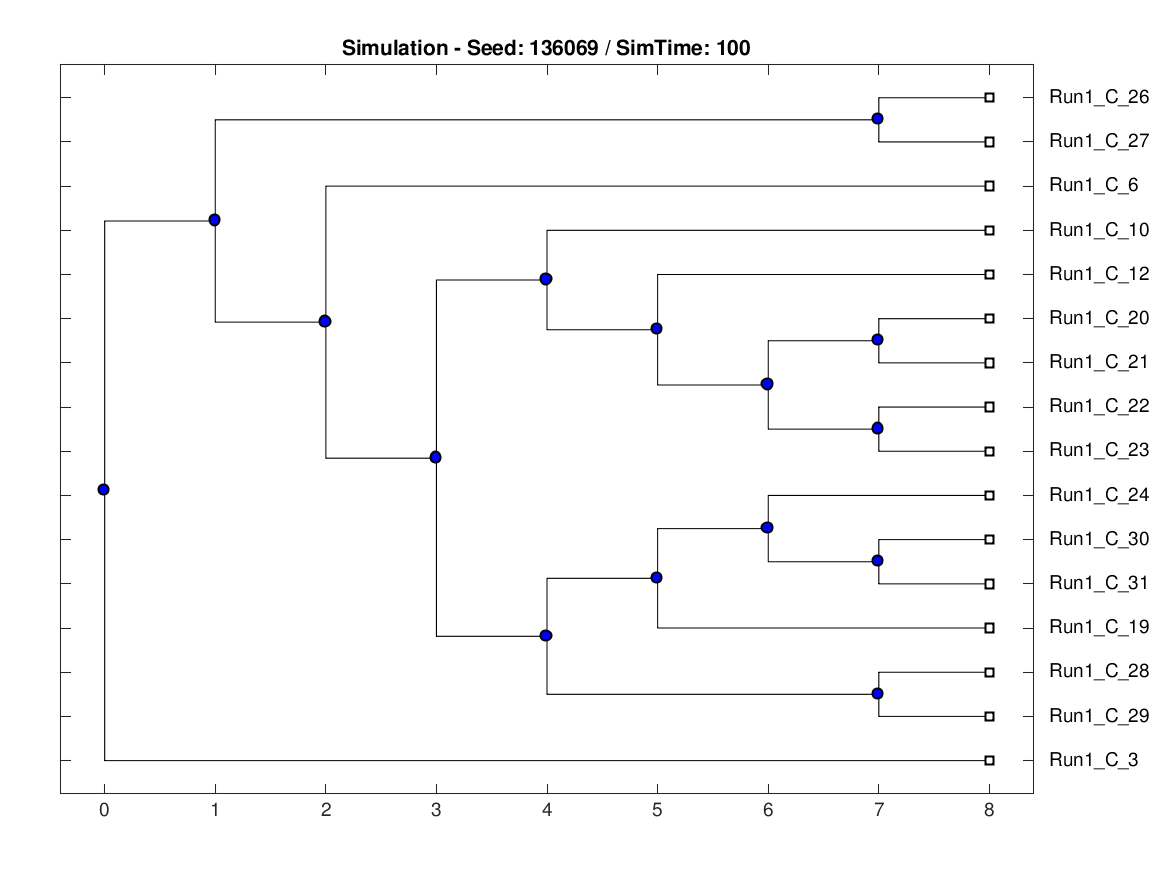 Simulation - Seed: 136069 / SimTime: 100
Run1_C_26
Run1_C_27
Run1_C_6
Run1_C_10
Run1_C_12
Run1_C_20
Run1_C_21
Run1_C_22
Run1_C_23
Run1_C_24
Run1_C_30
Run1_C_31
Run1_C_19
Run1_C_28
Run1_C_29
Run1_C_3
0 1 2 3 4 5 6 7 8